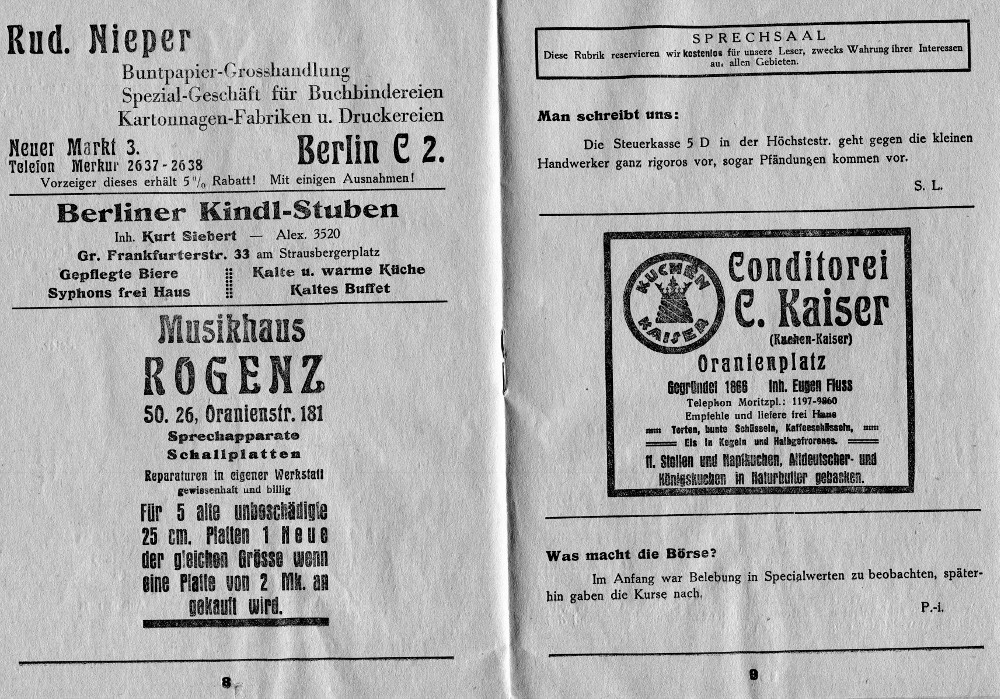 Rud. Nieper
Buntpapier-Grosshandlung
Spezial-Geschäft für Buchbindereien
Kartonnagen-Fabriken u. Druckereien
Neuer Markt 3.
Telefon Merkur 2637-2638
Berlin C 2.
Vorzeiger dieses erhält 5 % Rabatt! Mit einigen Ausnahmen!
Berliner Kindl-Stuben
Inh. Kurt Siebert — Alex. 3520
Gr. Frankfurterstr. 33 am Strausbergerplatz
Gepflegte Biere
Syphons frei Haus
Kalte u. warme Küche
Kaltes Buffet
Musikhaus
ROGENZ
SO. 26, Oranienstr. 181
Sprechapparate
Schallplatten
Reparaturen in eigener Werkstatt
gewissenhaft und billig
Für 5 alte unbeschädigte
25 cm. Platten 1 Neue
der gleichen Grösse wenn
eine Platte von 2 Mk. an
gekauft wird.
8
SPRECHSAAL
Diese Rubrik reservieren wir kostenlos für unsere Leser, zwecks Wahrung ihrer Interessen
au. allen Gebieten.
Man schreibt uns:
Die Steuerkasse 5 D in der Höchstestr. geht gegen die kleinen
Handwerker ganz rigoros vor, sogar Pfändungen kommen vor.
S. L.
KUCHEN
KAISER
Conditorei
C. Kaiser
(Kuchen-Kaiser)
Oranienplatz
Gegründet 1866 Inh. Eugen Fluss
Telephon Moritzpl.: 1197-9860
Empfehle und liefere frei Haus
Torten, bunte Schüsseln, Kaffeeschüsseln,
Eis in Kegeln und Halbgefrorenes.
ff. Stollen und Napfkuchen, Altdeutscher- und
Königskuchen in Naturbutter gebacken.
Was macht die Börse?
Im Anfang war Belebung in Specialwerten zu beobachten, später-
hin gaben die Kurse nach.
P.-i.
9